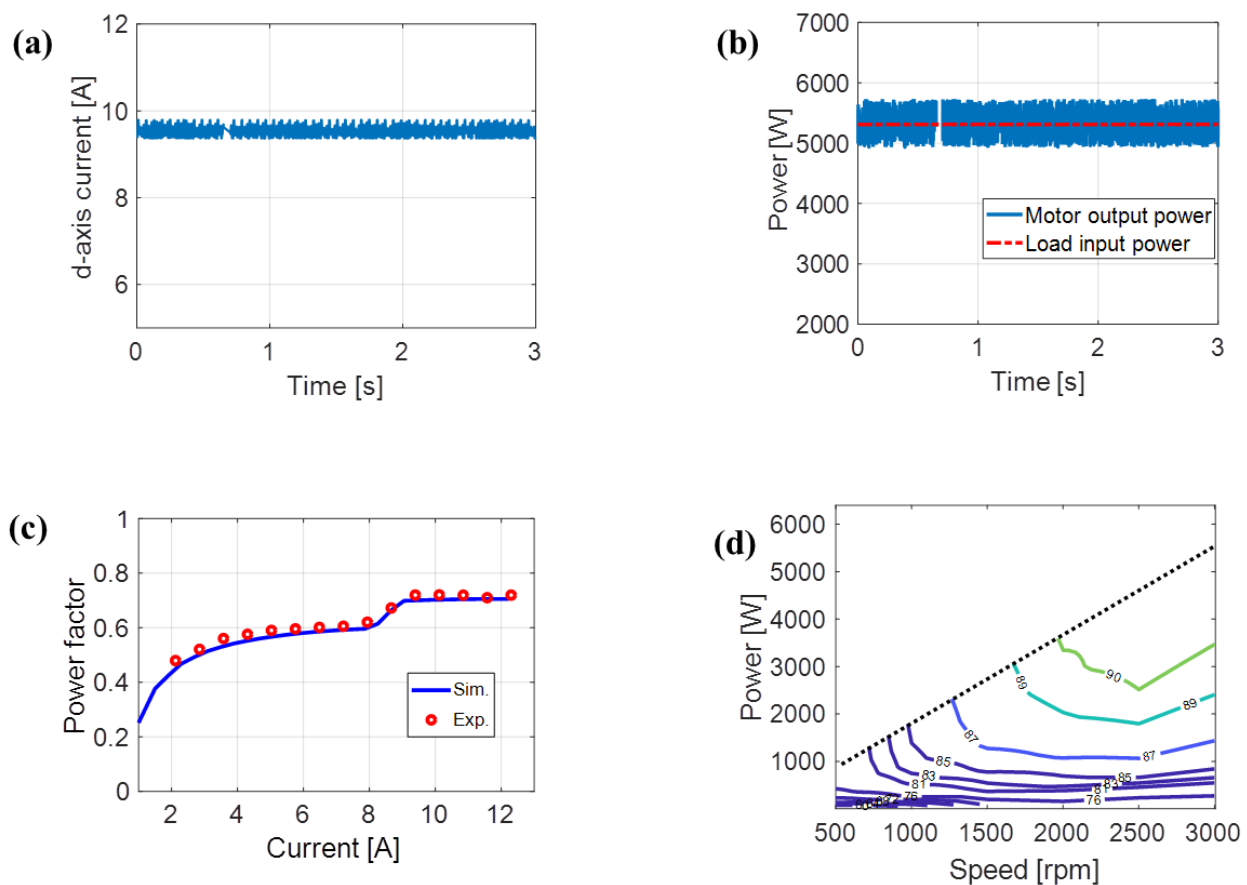 (a)
12
10
8
6
d-axis current [A]
0 1 2 3
Time [s]
(b)
7000
6000
5000
4000
3000
2000
Power [W]
Motor output power
Load input power
0 1 2 3
Time [s]
(c)
1
0.8
0.6
0.4
0.2
0
Power factor
Sim.
Exp.
2 4 6 8 10 12
Current [A]
(d)
6000
5000
4000
3000
2000
1000
Power [W]
90
89
89
87
87
85
85
83
83
81
81
76
76
72
500 1000 1500 2000 2500 3000
Speed [rpm]